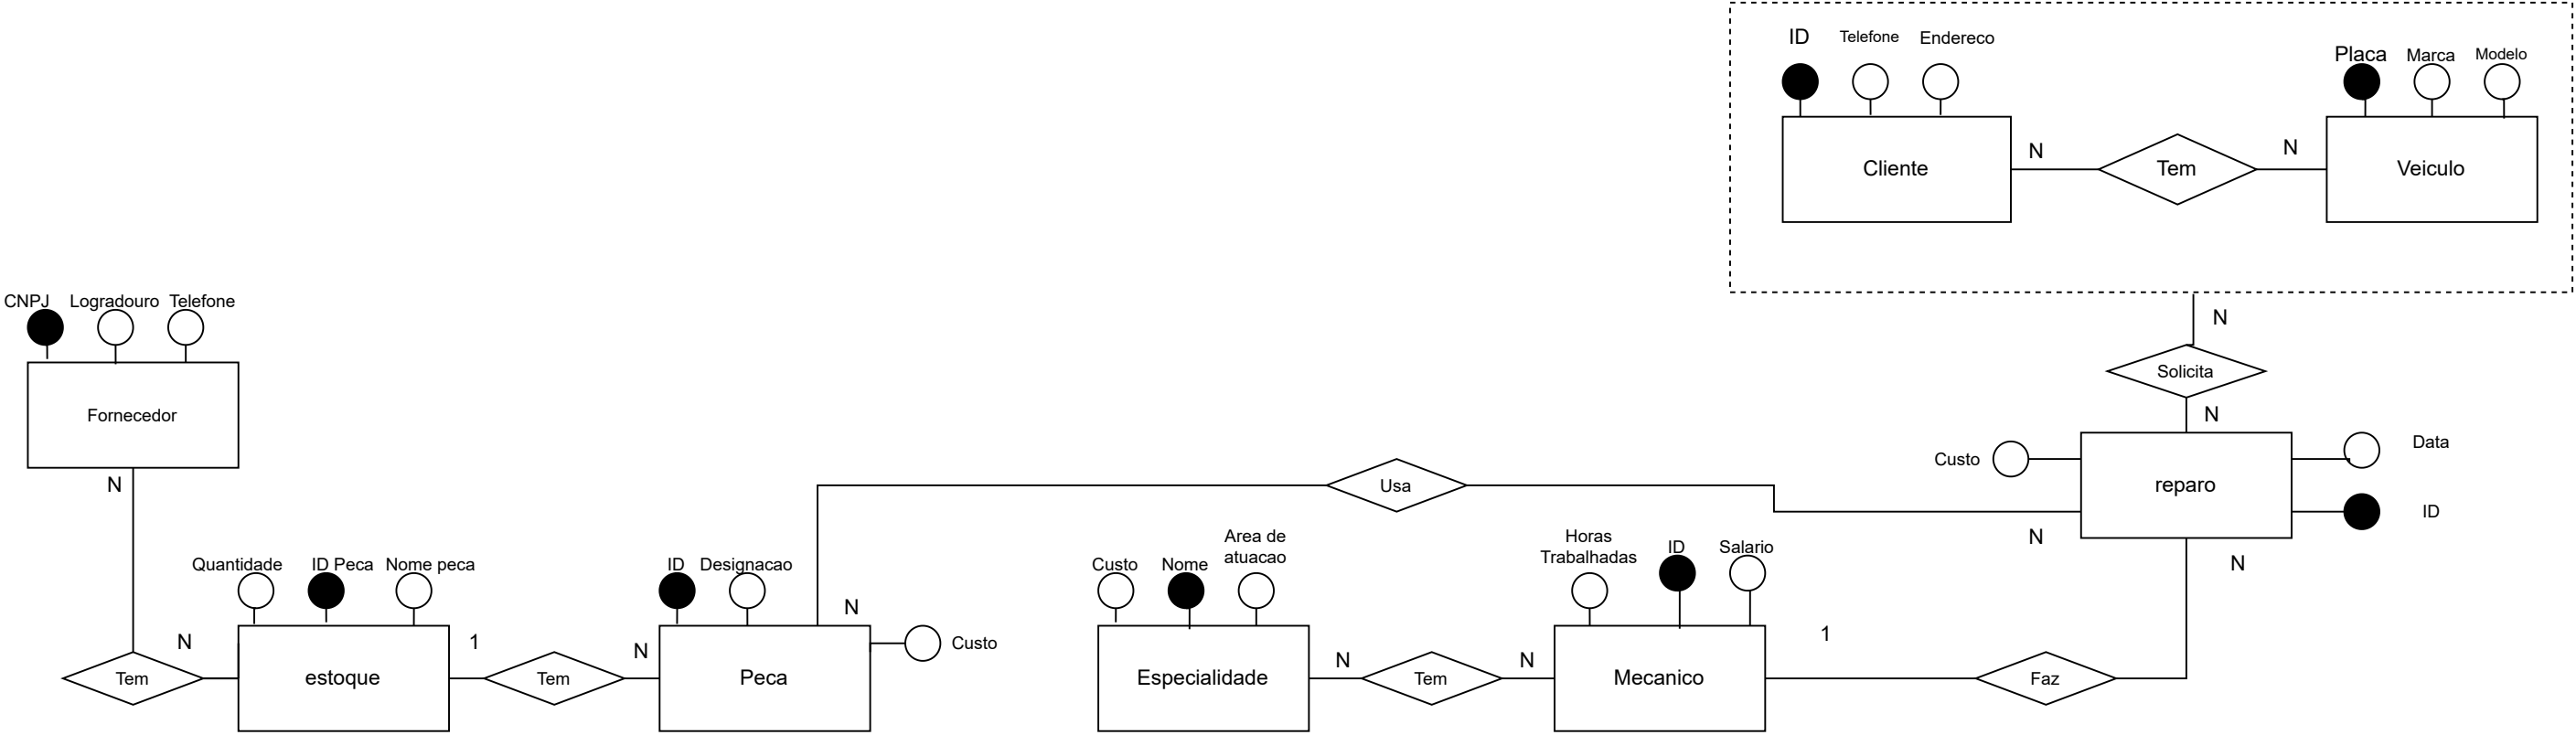 ID
Telefone
Endereco
Placa
Marca
Modelo
Cliente
N
Tem
N
Veiculo
CNPJ
Logradouro
Telefone
Fornecedor
N
N
Solicita
N
Custo
reparo
Data
ID
N
N
Usa
Quantidade
ID Peca
Nome peca
N
Tem
estoque
1
Tem
N
ID
Designacao
N
Peca
Custo
Custo
Nome
Area de
atuacao
Especialidade
N
Tem
N
Horas
Trabalhadas
ID
Salario
Mecanico
1
Faz